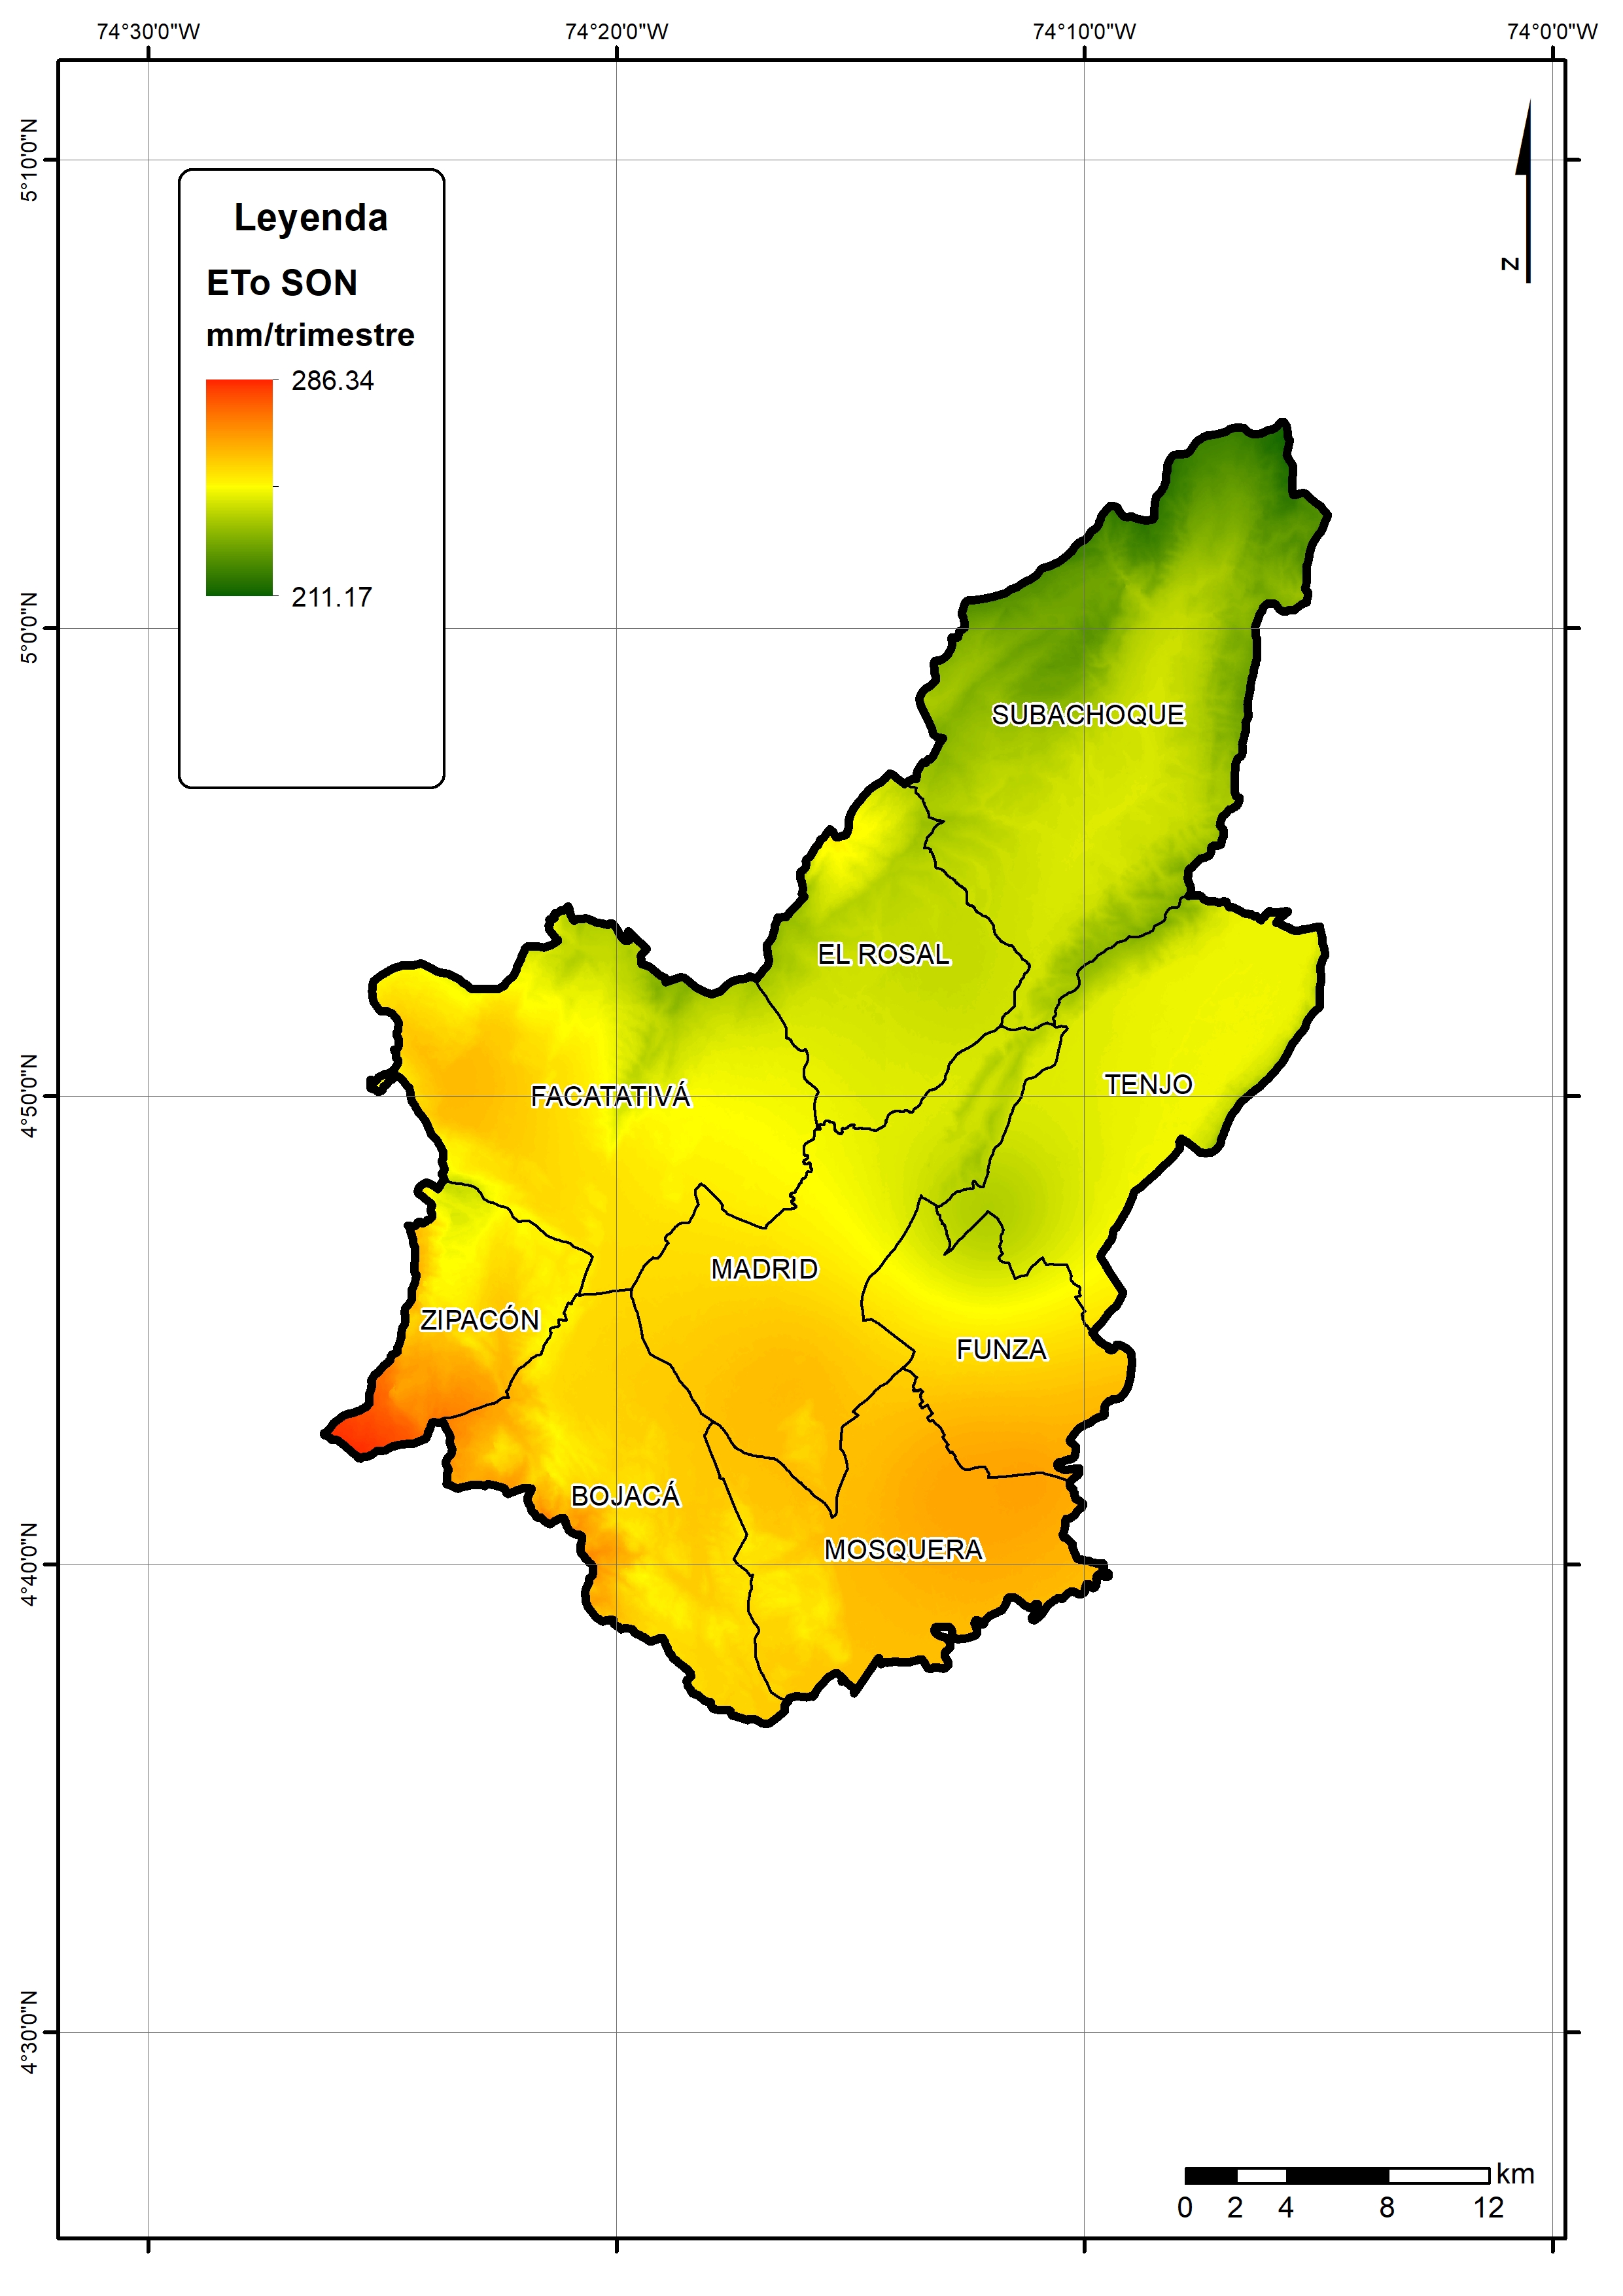 74°30'0"W 74°20'0"W 74°10'0"W 74°0'0"W
5°10'0"N
5°0'0"N
4°50'0"N
4°40'0"N
4°30'0"N
Leyenda
ETo SON
mm/trimestre
286.34
211.17
N
SUBACHOQUE
EL ROSAL
TENJO
FACATATIVÁ
MADRID
ZIPACÓN
FUNZA
BOJACÁ
MOSQUERA
km
0 2 4 8 12